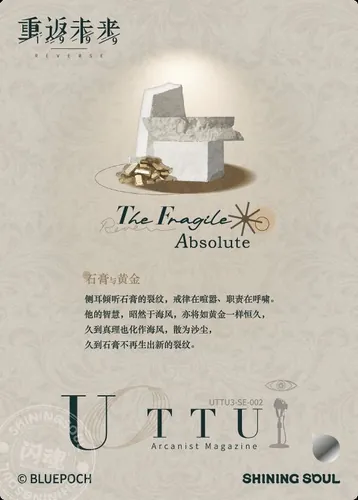 重返未来
REVERSE
The Fragile
Absolute
石膏与黄金
侧耳倾听石膏的裂纹，戒律在喧嚣、职责在呼啸。
他的智慧，昭然于海风，亦将如黄金一样恒久，
久到真理也化作海风，散为沙尘，
久到石膏不再生出新的裂纹。
UTTU3-SE-002
UTTU
Arcanist Magazine
闪魂
© BLUEPOCH
SHINING SOUL